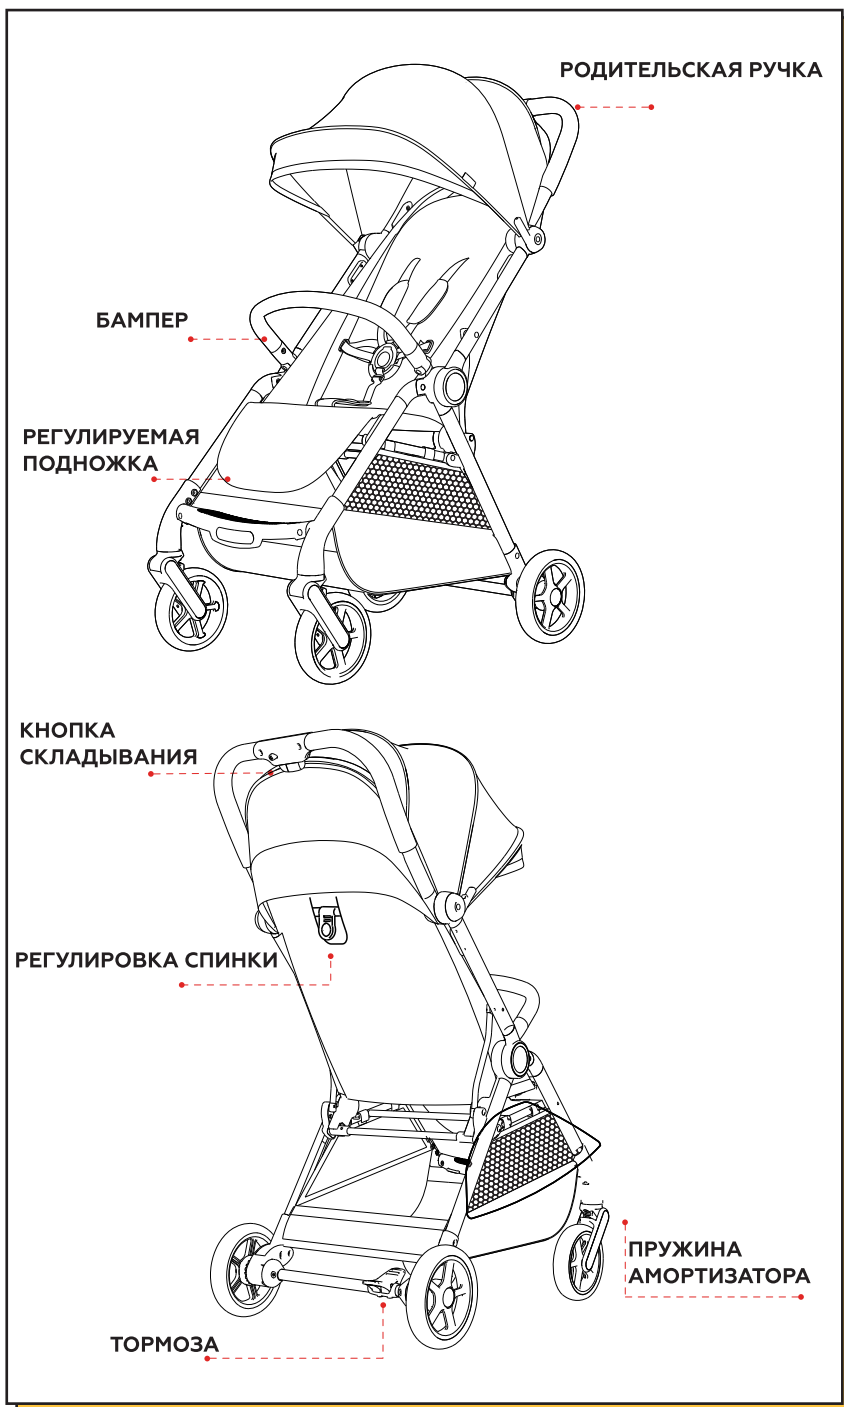 РОДИТЕЛЬСКАЯ РУЧКА
БАМПЕР
РЕГУЛИРУЕМАЯ
ПОДНОЖКА
КНОПКА
СКЛАДЫВАНИЯ
РЕГУЛИРОВКА СПИНКИ
ПРУЖИНА
АМОРТИЗАТОРА
ТОРМОЗА